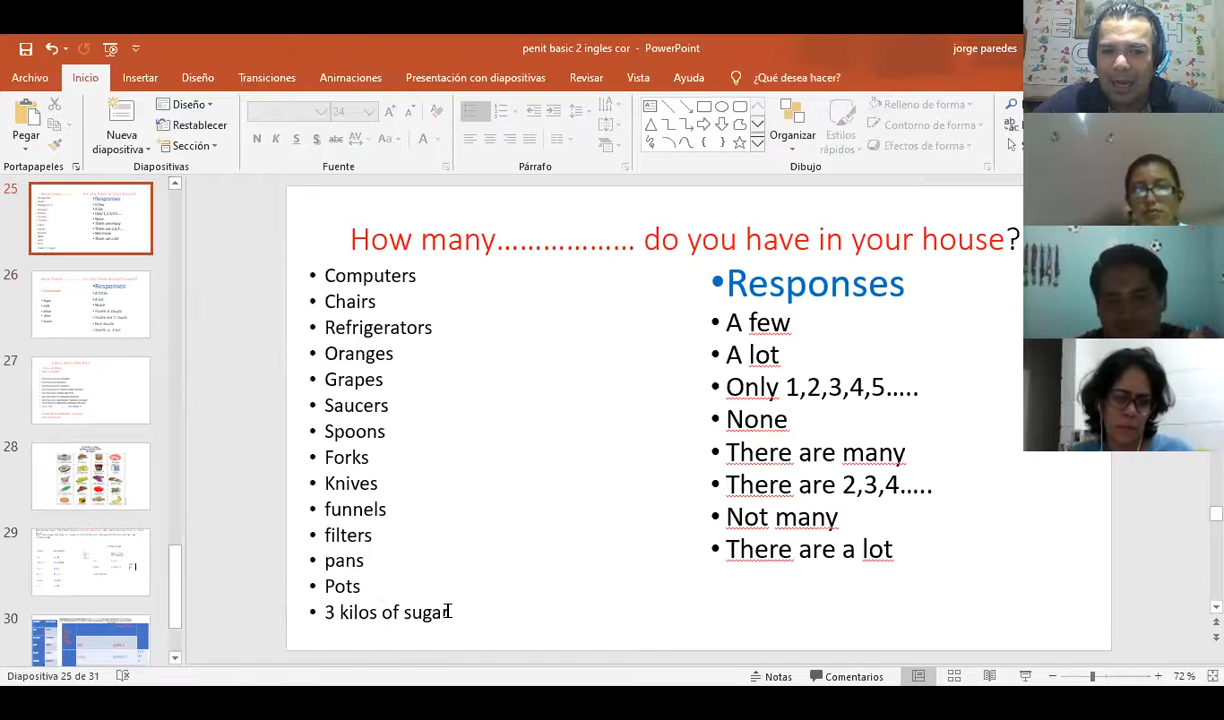 penit basic 2 ingles cor - PowerPoint
jorge paredes
Archivo Inicio Insertar Diseño Transiciones Animaciones Presentación con diapositivas Revisar Vista Ayuda ¿Qué desea hacer?
Pegar
Nueva diapositiva
Diseño
Restablecer
Sección
24
N K S S abc AV Aa A
Organizar
Estilos rápidos
Relleno de forma
Contorno de forma
Efectos de forma
Portapapeles Diapositivas Fuente Párrafo Dibujo
25
26
27
28
29
30
How many……………… do you have in your house?
• Computers
• Chairs
• Refrigerators
• Oranges
• Grapes
• Saucers
• Spoons
• Forks
• Knives
• funnels
• filters
• pans
• Pots
• 3 kilos of sugar
•Responses
• A few
• A lot
• Only 1,2,3,4,5…..
• None
• There are many
• There are 2,3,4…..
• Not many
• There are a lot
Diapositiva 25 de 31
Notas
Comentarios
72 %